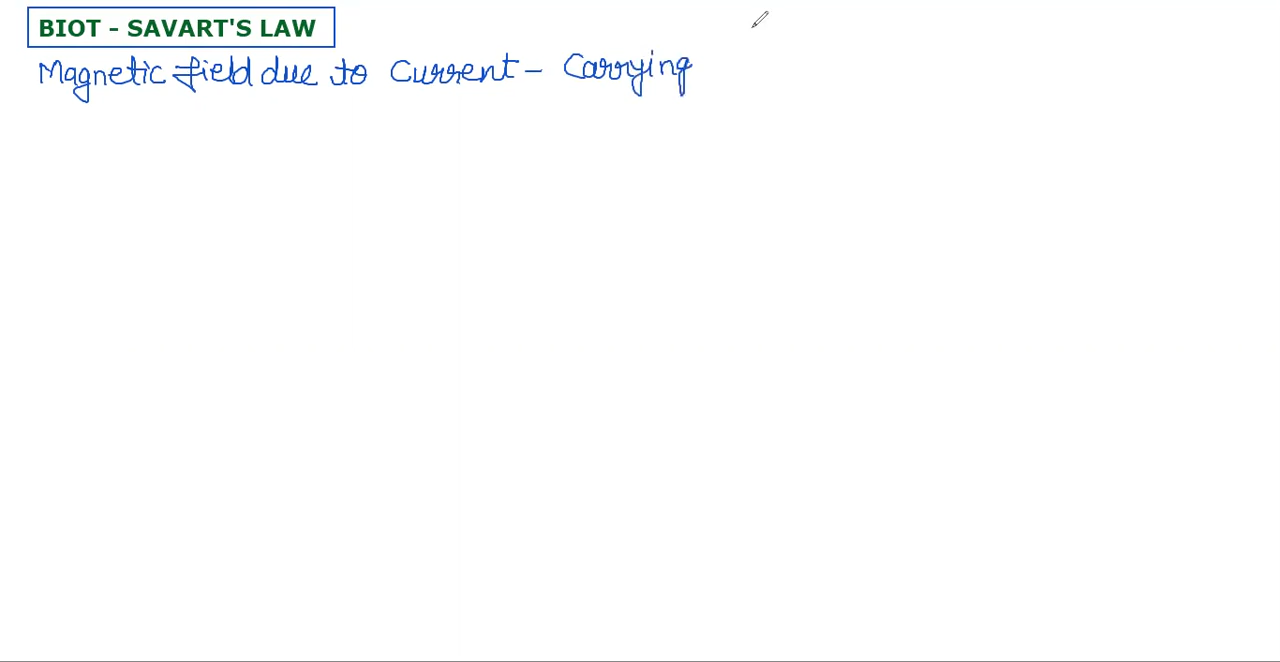 BIOT - SAVART'S LAW
Magnetic field due to Current - Carrying